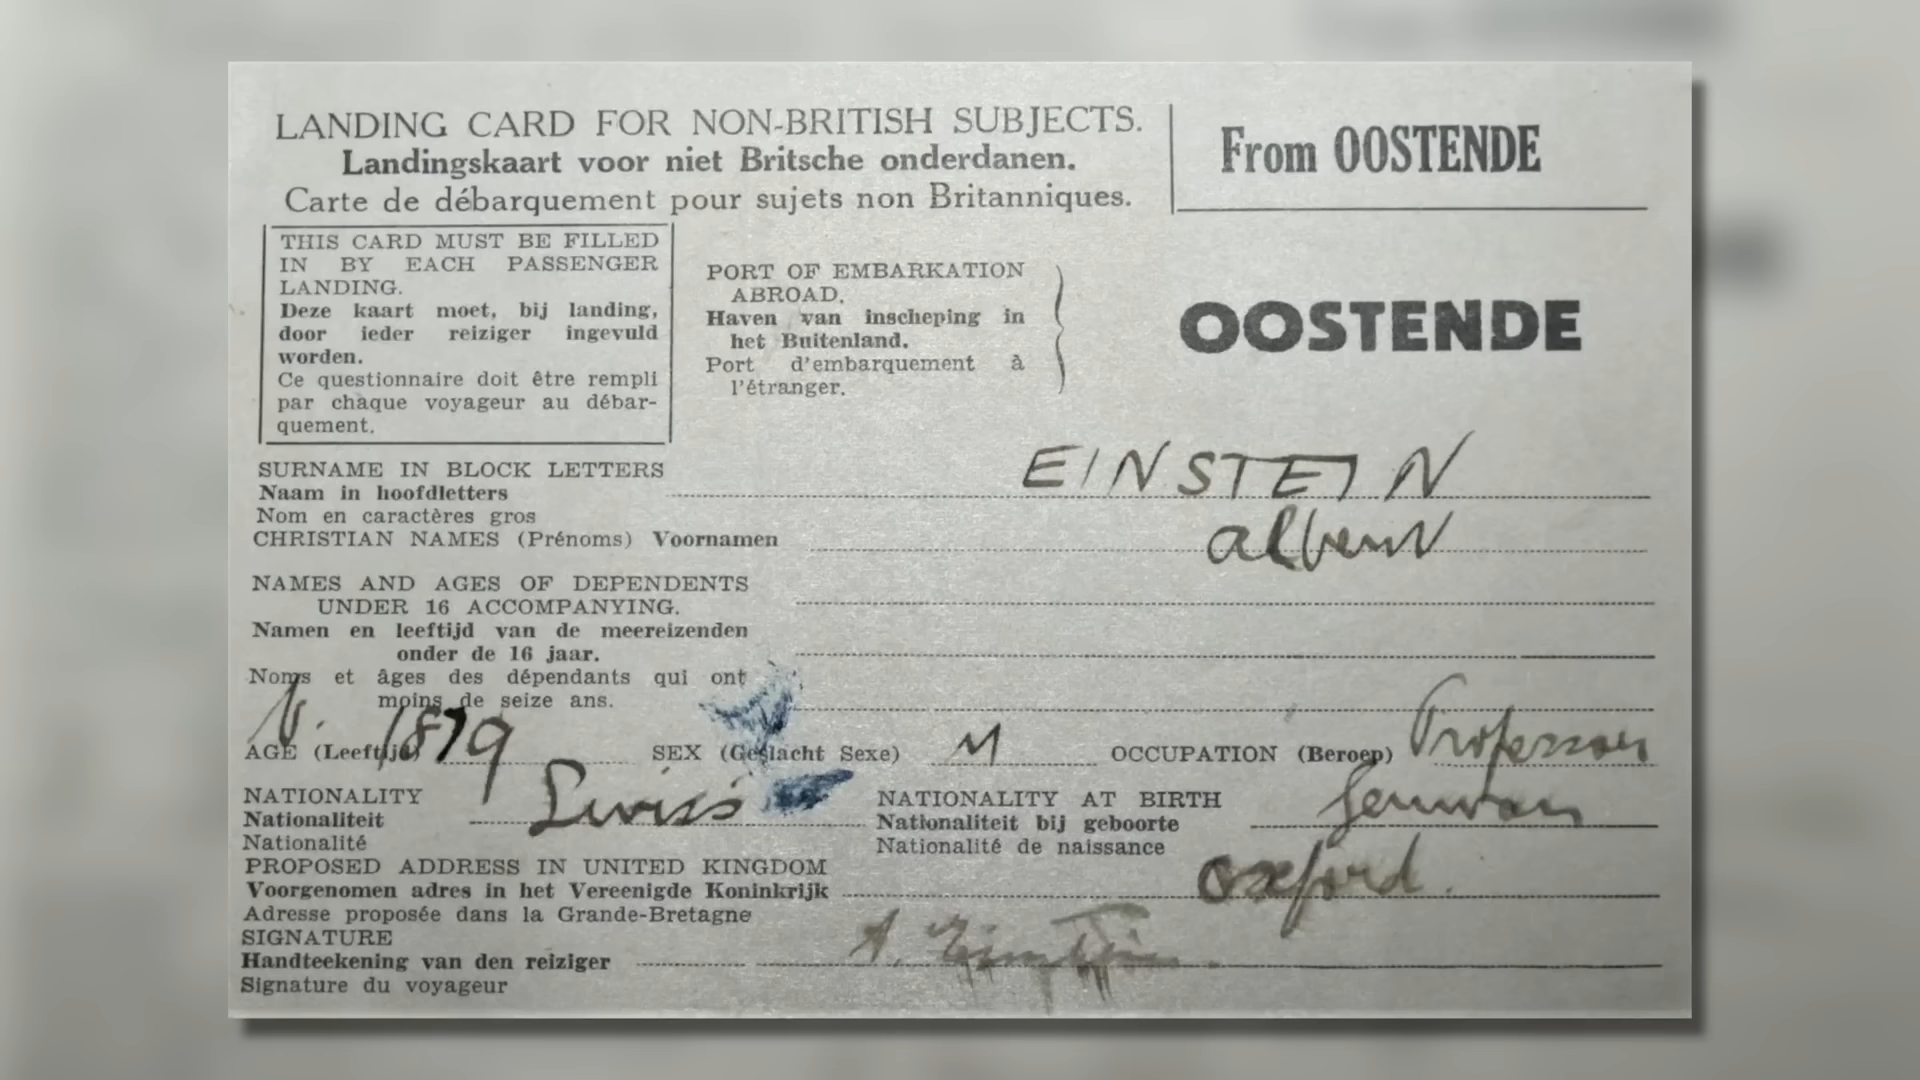 LANDING CARD FOR NON-BRITISH SUBJECTS.
Landingskaart voor niet Britsche onderdanen.
Carte de débarquement pour sujets non Britanniques.
From OOSTENDE
THIS CARD MUST BE FILLED
IN BY EACH PASSENGER
LANDING.
Deze kaart moet, bij landing,
door ieder reiziger ingevuld
worden.
Ce questionnaire doit être rempli
par chaque voyageur au débar-
quement.
PORT OF EMBARKATION
ABROAD.
Haven van inscheping in
het Buitenland.
Port d'embarquement à
l'étranger.
OOSTENDE
SURNAME IN BLOCK LETTERS
Naam in hoofdletters
Nom en caractères gros
EINSTEIN
CHRISTIAN NAMES (Prénoms) Voornamen
albert
NAMES AND AGES OF DEPENDENTS
UNDER 16 ACCOMPANYING.
Namen en leeftijd van de meereizenden
onder de 16 jaar.
Noms et âges des dépendants qui ont
moins de seize ans.
AGE (Leeftijd) 1879 SEX (Geslacht Sexe) M OCCUPATION (Beroep) Professor
NATIONALITY
Nationaliteit
Nationalité
Swiss
NATIONALITY AT BIRTH
Nationaliteit bij geboorte
Nationalité de naissance
German
PROPOSED ADDRESS IN UNITED KINGDOM
Voorgenomen adres in het Vereenigde Koninkrijk
Adresse proposée dans la Grande-Bretagne
Oxford.
SIGNATURE
Handteekening van den reiziger
Signature du voyageur
A. Einstein.